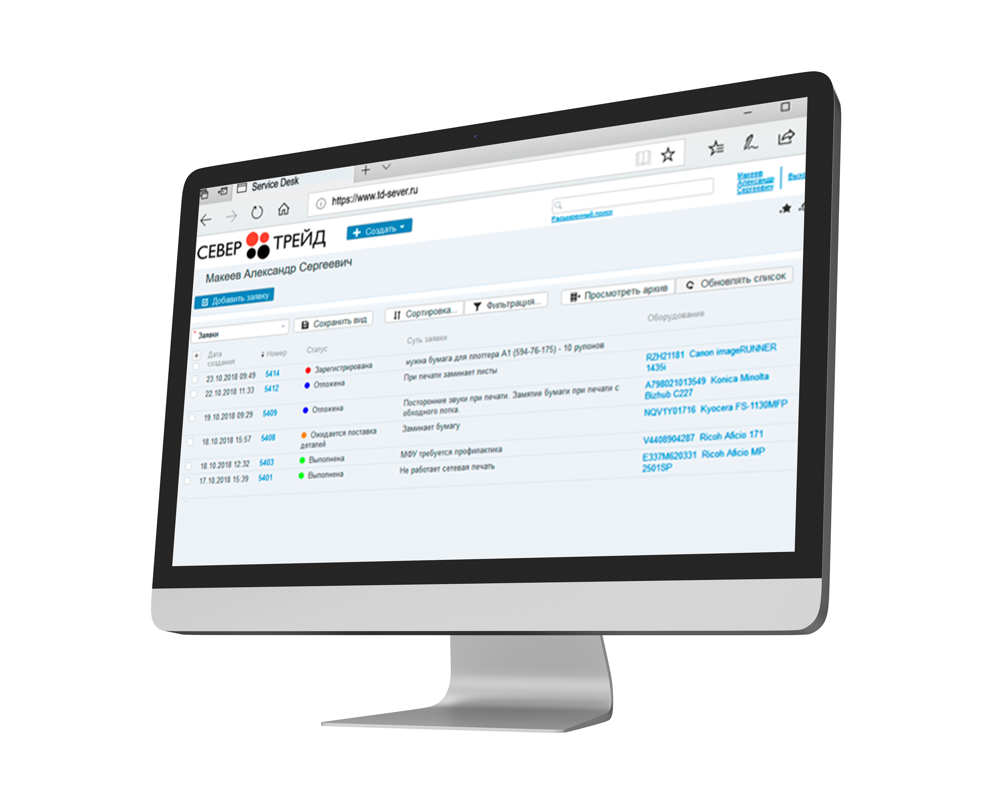 Service Desk
https://www.td-sever.ru
СЕВЕР ТРЕЙД
Создать
Расширенный поиск
Макеев
Александр
Сергеевич
Макеев Александр Сергеевич
Добавить заявку
* Заявки
Сохранить вид
Сортировка...
Фильтрация...
Просмотреть архив
Обновлять список
Дата
создания
Номер
Статус
Суть заявки
Оборудование
23.10.2018 09:49 5414 Зарегистрирована нужна бумага для плоттера А1 (594-76-175) - 10 рулонов
22.10.2018 11:33 5412 Отложена При печати заминает листы RZH21181 Canon imageRUNNER
1435i
19.10.2018 09:29 5409 Отложена Посторонние звуки при печати. Замятие бумаги при печати с
обходного лотка.
A798021013549 Konica Minolta
Bizhub C227
18.10.2018 15:57 5408 Ожидается поставка
деталей
Заминает бумагу NQV1Y01716 Kyocera FS-1130MFP
18.10.2018 12:32 5403 Выполнена МФУ требуется профилактика V4408904287 Ricoh Aficio 171
17.10.2018 15:39 5401 Выполнена Не работает сетевая печать E337M620331 Ricoh Aficio MP
2501SP